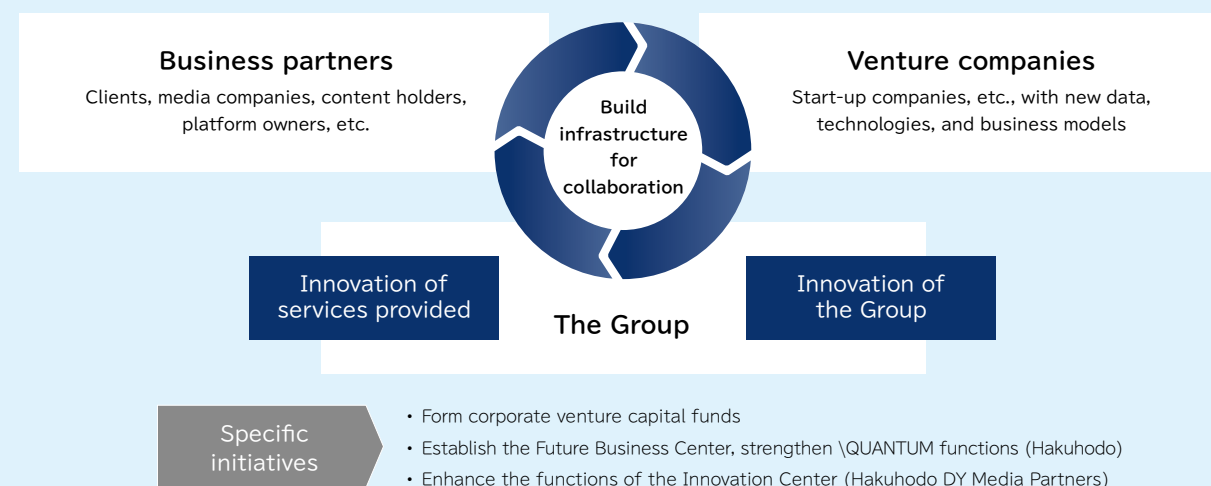 Business partners
Clients, media companies, content holders,
platform owners, etc.
Build
infrastructure
for
collaboration
Venture companies
Start-up companies, etc., with new data,
technologies, and business models
Innovation of
services provided
The Group
Innovation of
the Group
Specific
initiatives
• Form corporate venture capital funds
• Establish the Future Business Center, strengthen \QUANTUM functions (Hakuhodo)
• Enhance the functions of the Innovation Center (Hakuhodo DY Media Partners)